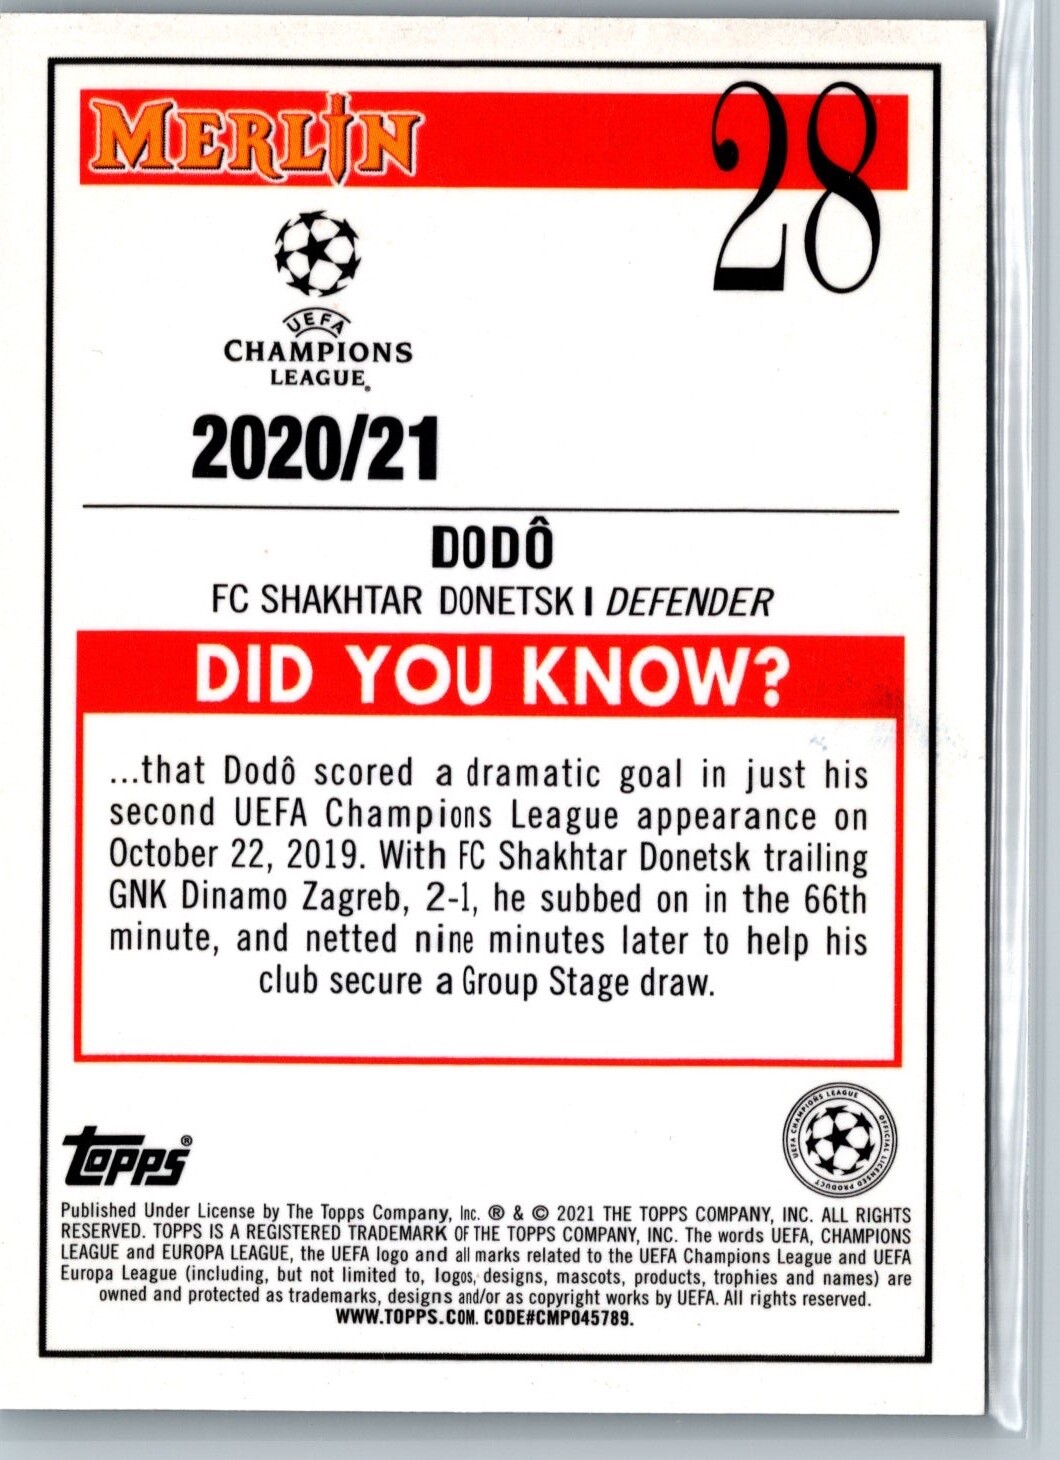 MERLIN
28
UEFA
CHAMPIONS
LEAGUE®
2020/21
DODÔ
FC SHAKHTAR DONETSK | DEFENDER
DID YOU KNOW?
...that Dodô scored a dramatic goal in just his
second UEFA Champions League appearance on
October 22, 2019. With FC Shakhtar Donetsk trailing
GNK Dinamo Zagreb, 2-1, he subbed on in the 66th
minute, and netted nine minutes later to help his
club secure a Group Stage draw.
topps®
UEFA CHAMPIONS LEAGUE
OFFICIAL LICENSED PRODUCT
Published Under License by The Topps Company, Inc. ® & © 2021 THE TOPPS COMPANY, INC. ALL RIGHTS
RESERVED. TOPPS IS A REGISTERED TRADEMARK OF THE TOPPS COMPANY, INC. The words UEFA, CHAMPIONS
LEAGUE and EUROPA LEAGUE, the UEFA logo and all marks related to the UEFA Champions League and UEFA
Europa League (including, but not limited to, logos, designs, mascots, products, trophies and names) are
owned and protected as trademarks, designs and/or as copyright works by UEFA. All rights reserved.
WWW.TOPPS.COM. CODE#CMP045789.